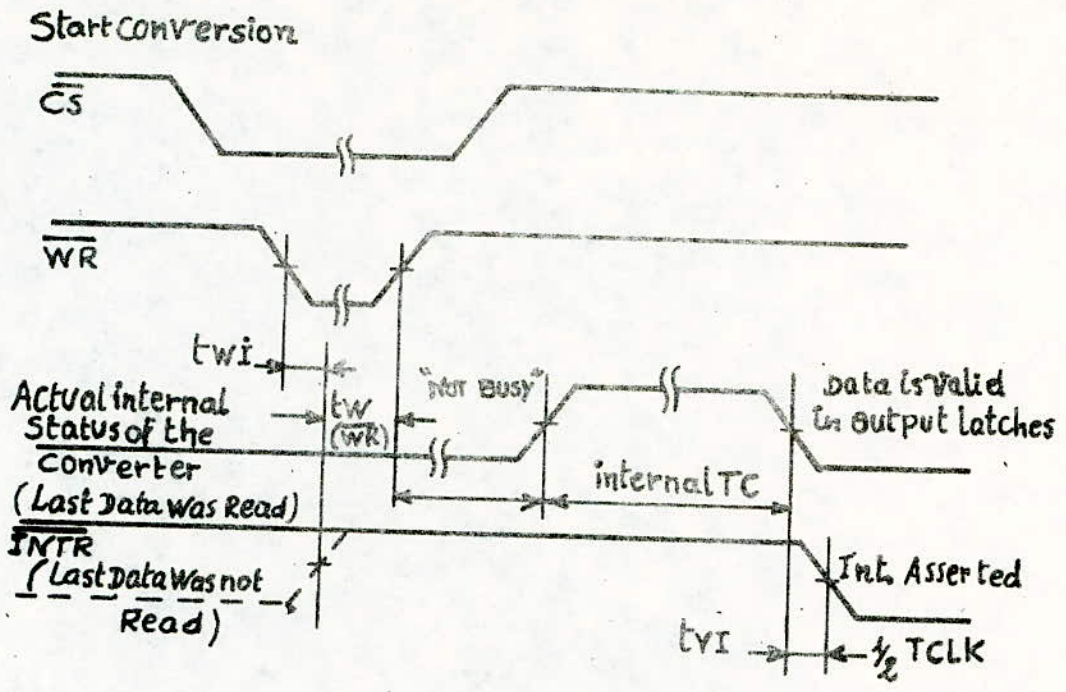 Start Conversion
CS
WR
twi
"NOT BUSY"
Actual internal
Status of the
Converter
(Last Data was Read)
tw
(WR)
Data is Valid
in output latches
internal TC
INTR
(Last Data Was not
Read)
Int. Asserted
tVI
1/2 TCLK